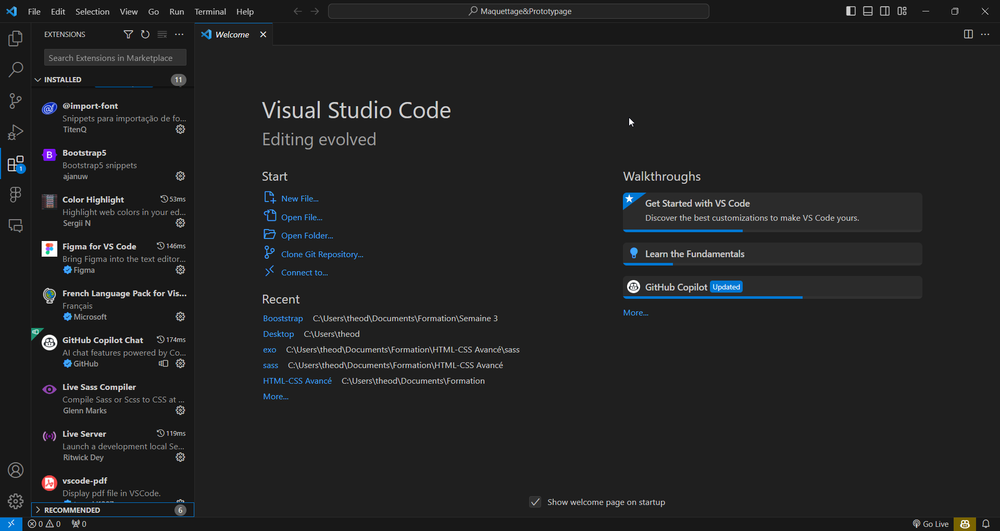 File Edit Selection View Go Run Terminal Help
Maquettage&Prototypage
EXTENSIONS
Search Extensions in Marketplace
INSTALLED 11
@import-font
Snippets para importação de fo...
TitenQ
Bootstrap5
Bootstrap5 snippets
ajanuw
Color Highlight 53ms
Highlight web colors in your ed...
Sergii N
Figma for VS Code 146ms
Bring Figma into the text editor...
Figma
French Language Pack for Vis...
Français
Microsoft
GitHub Copilot Chat 174ms
AI chat features powered by Co...
GitHub
Live Sass Compiler
Compile Sass or Scss to CSS at ...
Glenn Marks
Live Server 119ms
Launch a development local Se...
Ritwick Dey
vscode-pdf
Display pdf file in VSCode.
RECOMMENDED 6
1
Welcome
Visual Studio Code
Editing evolved
Start
New File...
Open File...
Open Folder...
Clone Git Repository...
Connect to...
Recent
Booststrap C:\Users\theod\Documents\Formation\Semaine 3
Desktop C:\Users\theod
exo C:\Users\theod\Documents\Formation\HTML-CSS Avancé\sass
sass C:\Users\theod\Documents\Formation\HTML-CSS Avancé
HTML-CSS Avancé C:\Users\theod\Documents\Formation
More...
Walkthroughs
Get Started with VS Code
Discover the best customizations to make VS Code yours.
Learn the Fundamentals
GitHub Copilot Updated
More...
Show welcome page on startup
0 0 0
Go Live